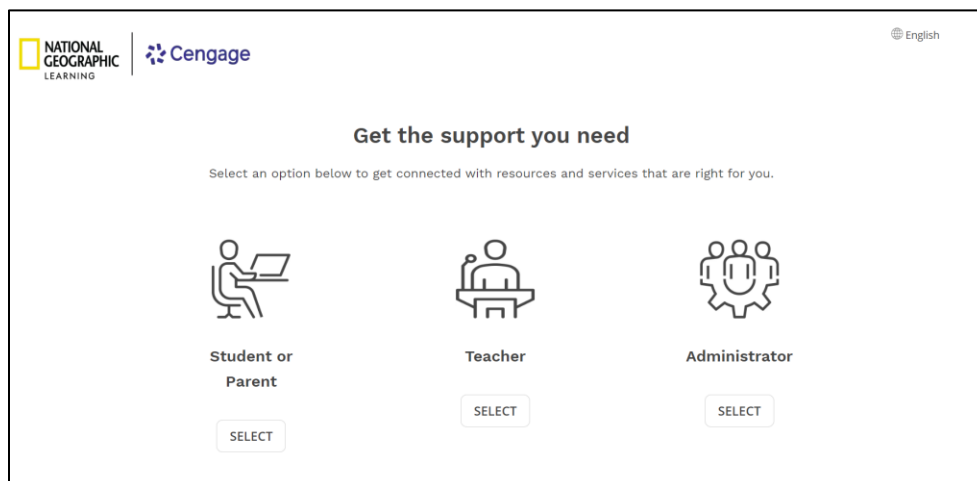 NATIONAL
GEOGRAPHIC
LEARNING
Cengage
English
Get the support you need
Select an option below to get connected with resources and services that are right for you.
Student or
Parent
SELECT
Teacher
SELECT
Administrator
SELECT